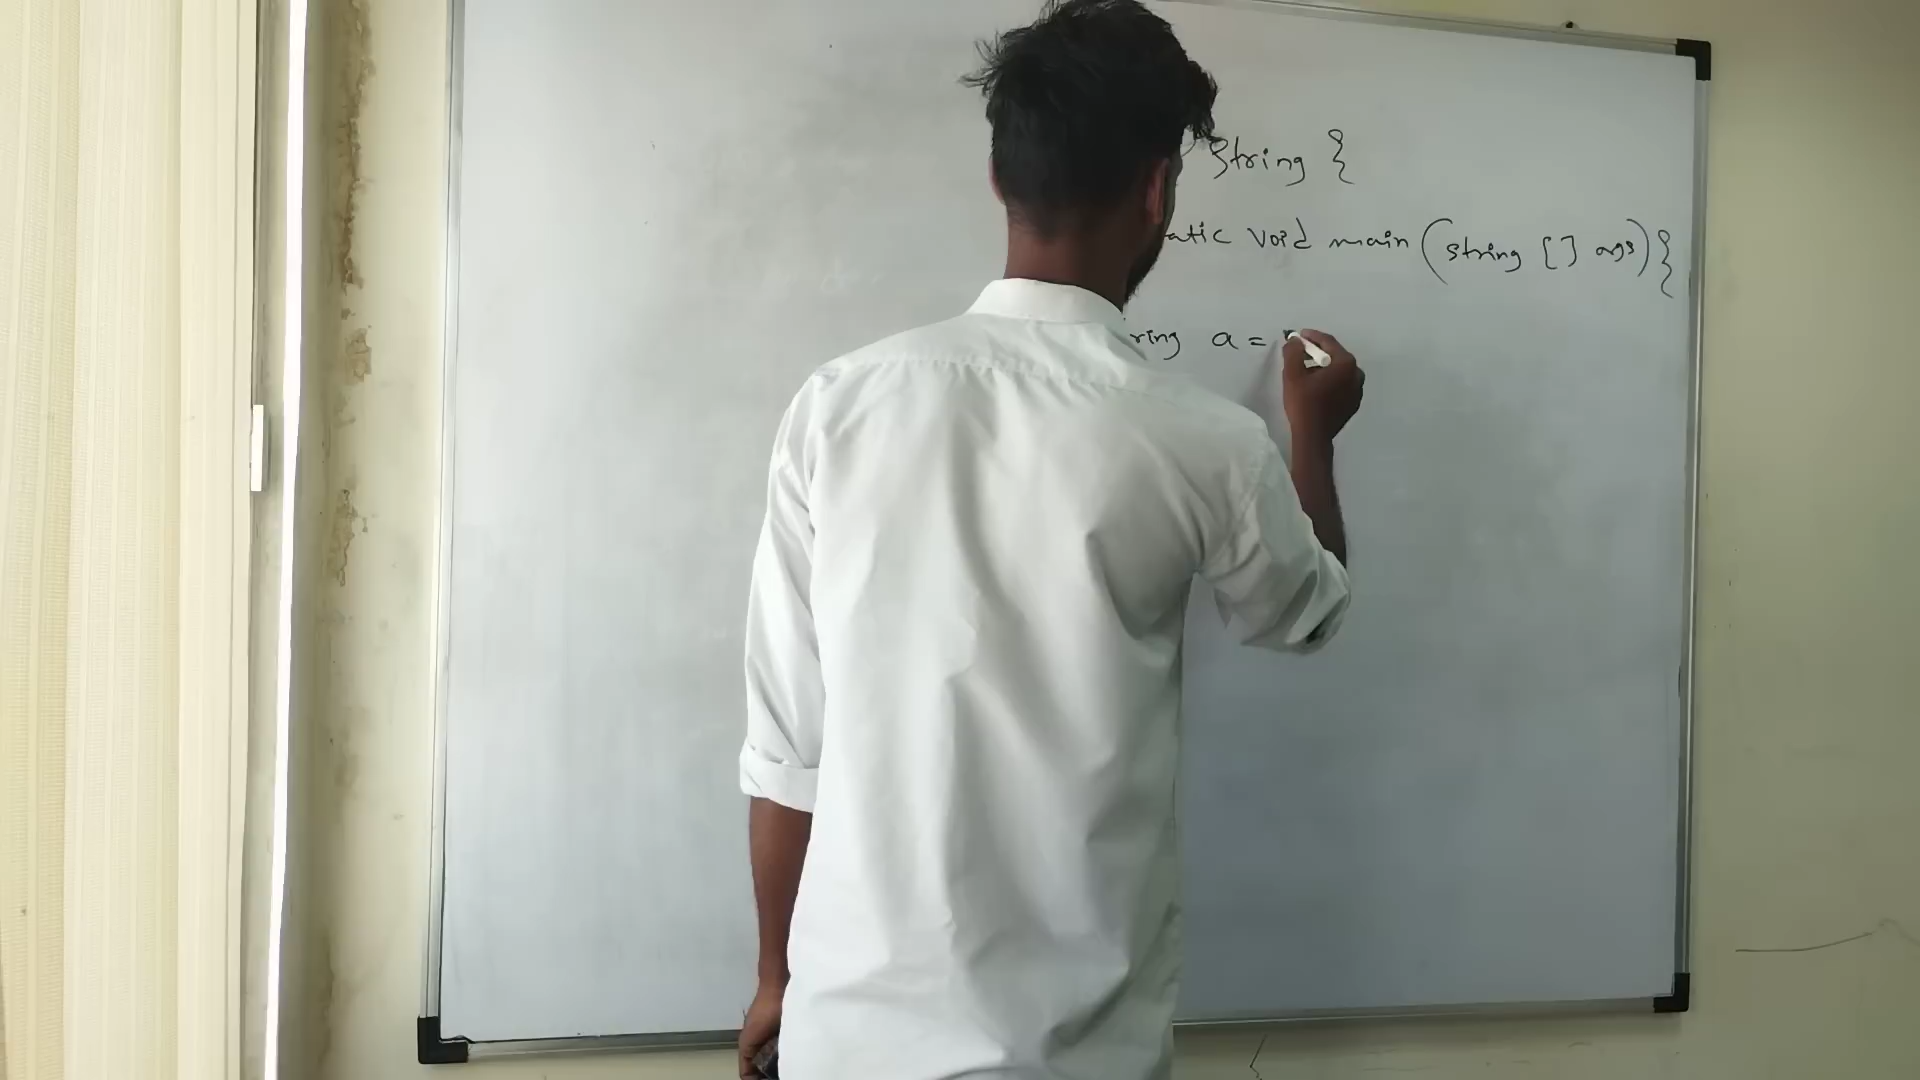 String {
atic void main (string [] args) {
ring a =